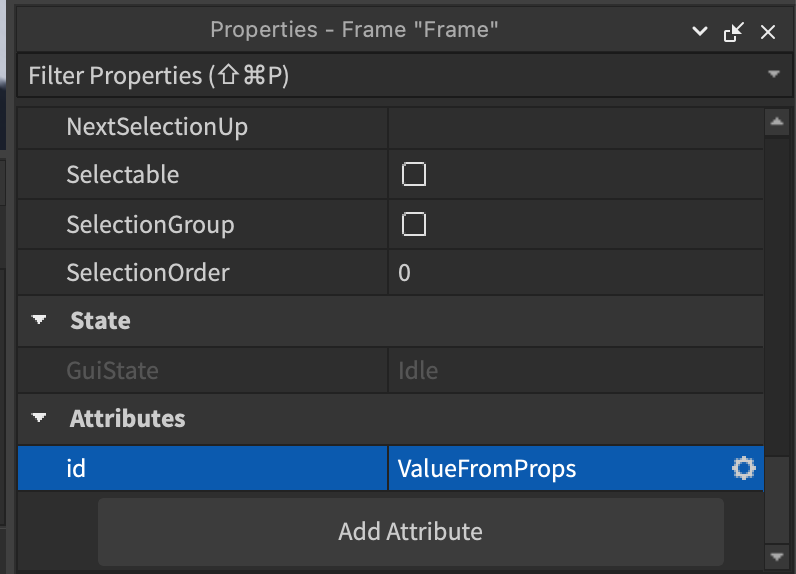 Properties - Frame "Frame"
Filter Properties (⇧⌘P)
NextSelectionUp
Selectable
SelectionGroup
SelectionOrder 0
State
GuiState Idle
Attributes
id ValueFromProps
Add Attribute